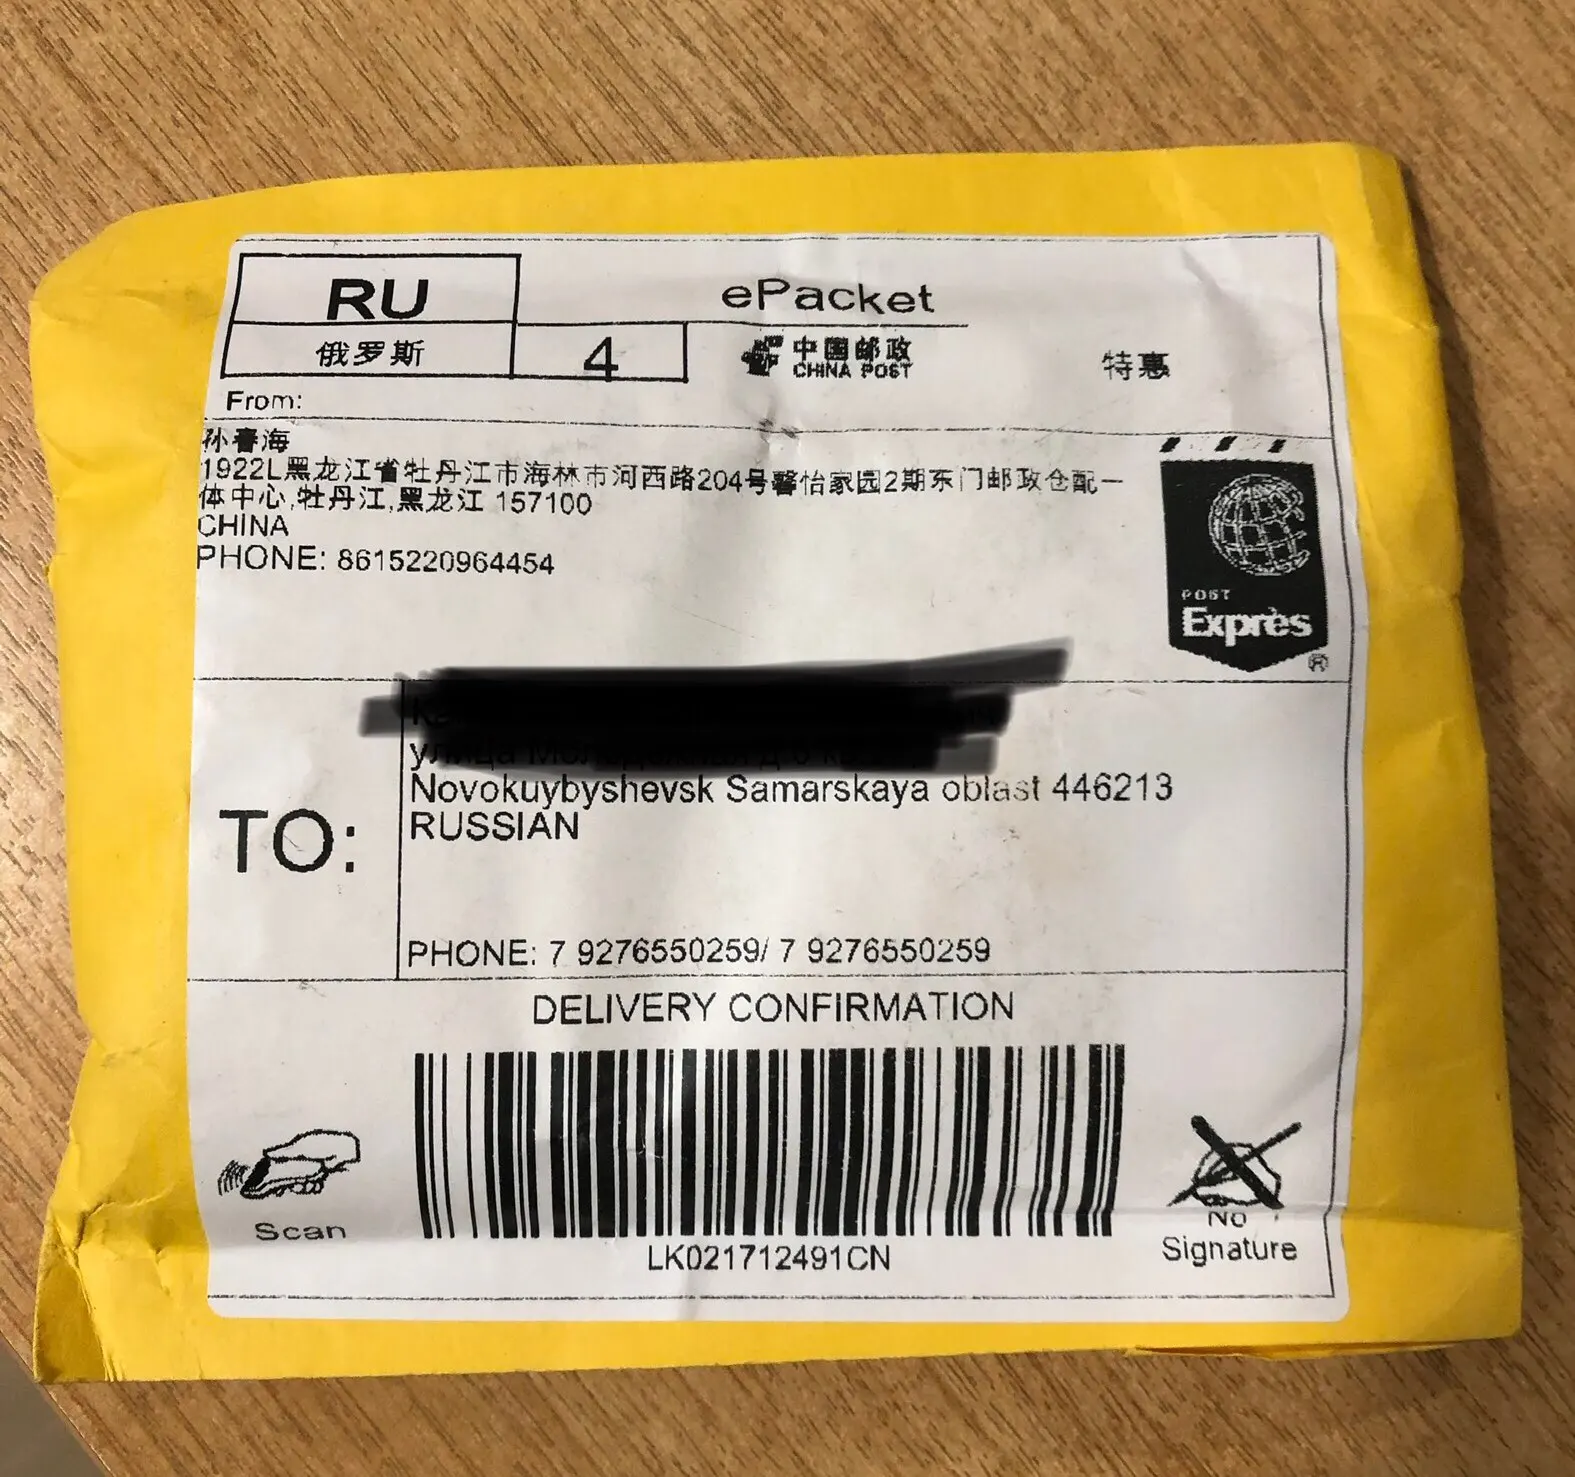 RU
ePacket
俄罗斯
4
中国邮政
CHINA POST
特惠
From:
孙春海
1922L黑龙江省牡丹江市海林市河西路204号馨怡家园2期东门邮政仓配一
体中心,牡丹江,黑龙江 157100
CHINA
PHONE: 8615220964454
POST
Exprès
®
улица
Novokuybyshevsk Samarskaya oblast 446213
RUSSIAN
TO:
PHONE: 7 9276550259/ 7 9276550259
DELIVERY CONFIRMATION
Scan
LK021712491CN
No
Signature